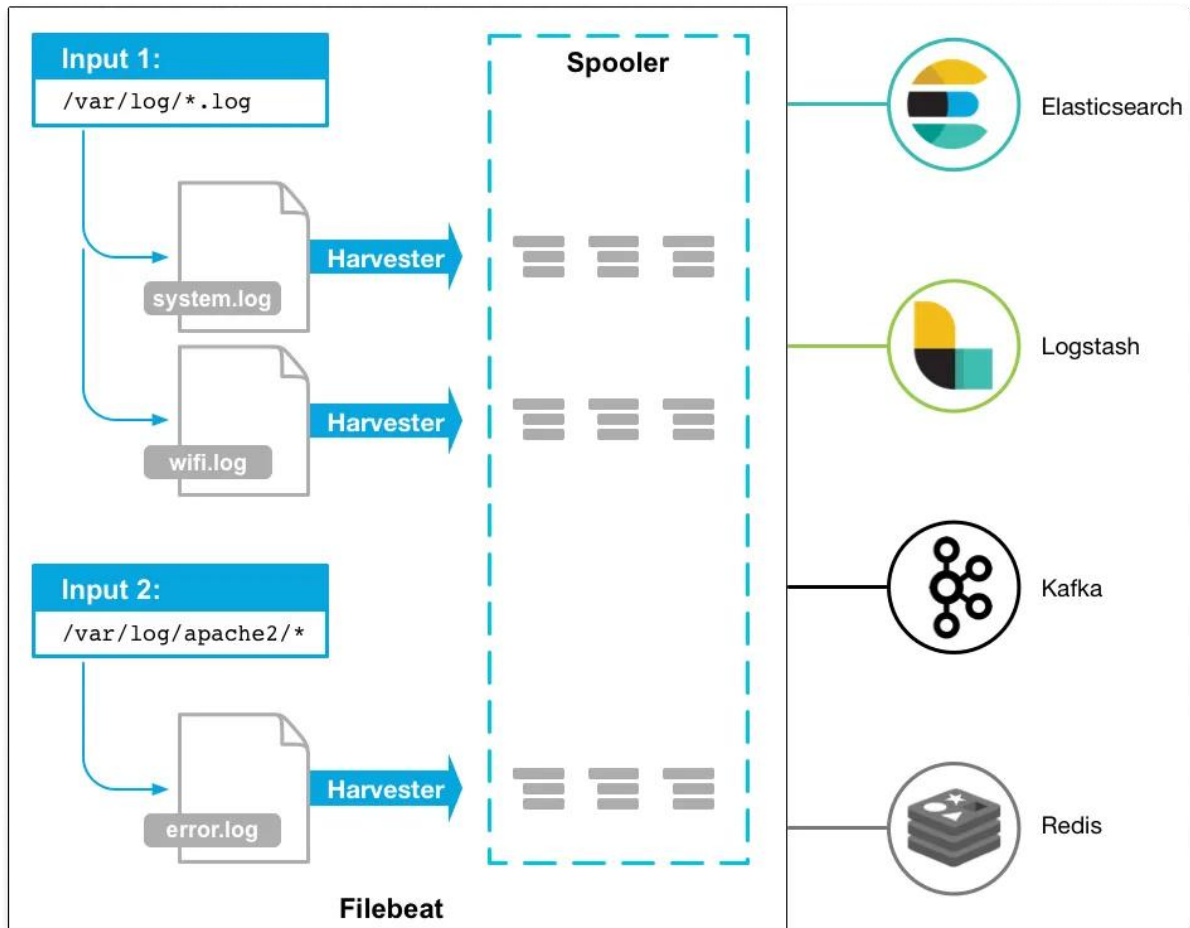 Input 1:
/var/log/*.log
Spooler
Elasticsearch
Harvester
system.log
Logstash
Harvester
wifi.log
Input 2:
/var/log/apache2/*
Kafka
Harvester
error.log
Redis
Filebeat